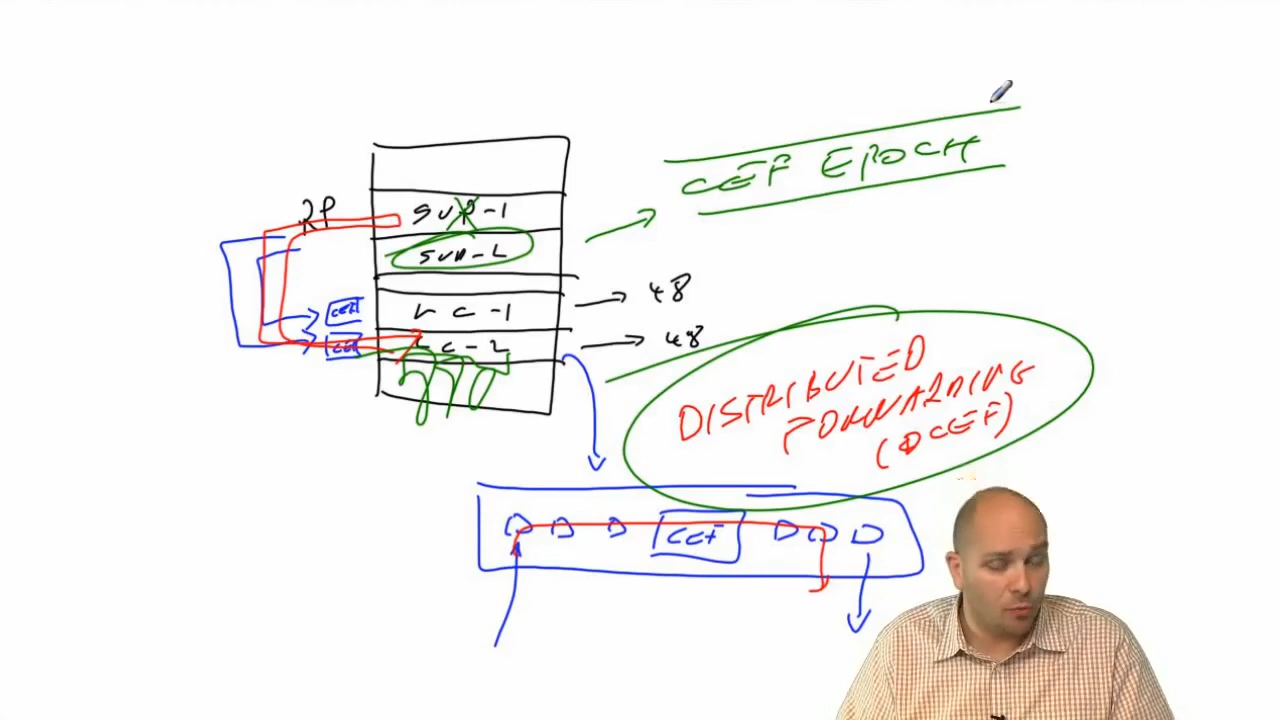 CEF EPOCH
RP
SUP-1
SUP-2
CEF
LC-1
48
CEF
LC-2
48
DISTRIBUTED
FORWARDING
(DCEF)
CEF